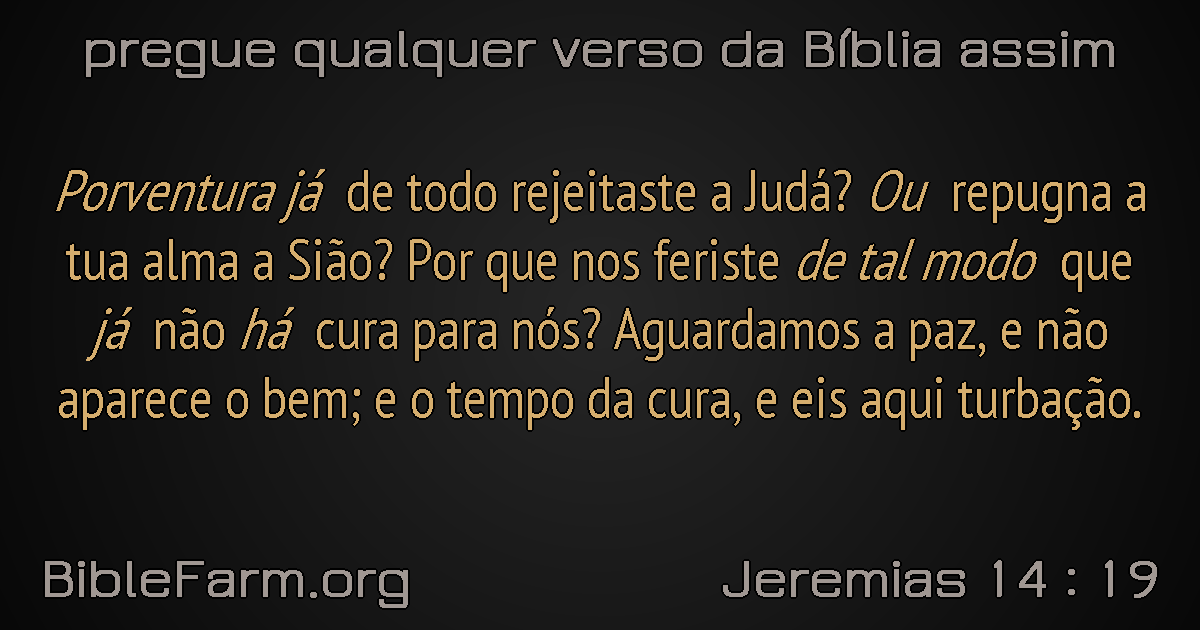 pregue qualquer verso da Bíblia assim
Porventura já de todo rejeitaste a Judá? Ou repugna a
tua alma a Sião? Por que nos feriste de tal modo que
já não há cura para nós? Aguardamos a paz, e não
aparece o bem; e o tempo da cura, e eis aqui turbação.
BibleFarm.org
Jeremias 14 : 19